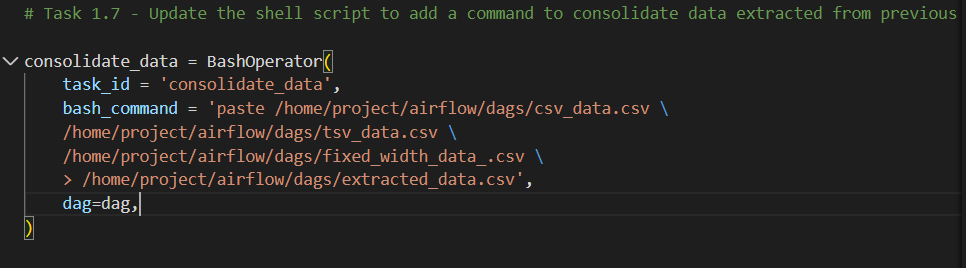 # Task 1.7 - Update the shell script to add a command to consolidate data extracted from previous
consolidate_data = BashOperator(
    task_id = 'consolidate_data',
    bash_command = 'paste /home/project/airflow/dags/csv_data.csv \
    /home/project/airflow/dags/tsv_data.csv \
    /home/project/airflow/dags/fixed_width_data_.csv \
    > /home/project/airflow/dags/extracted_data.csv',
    dag=dag,
)